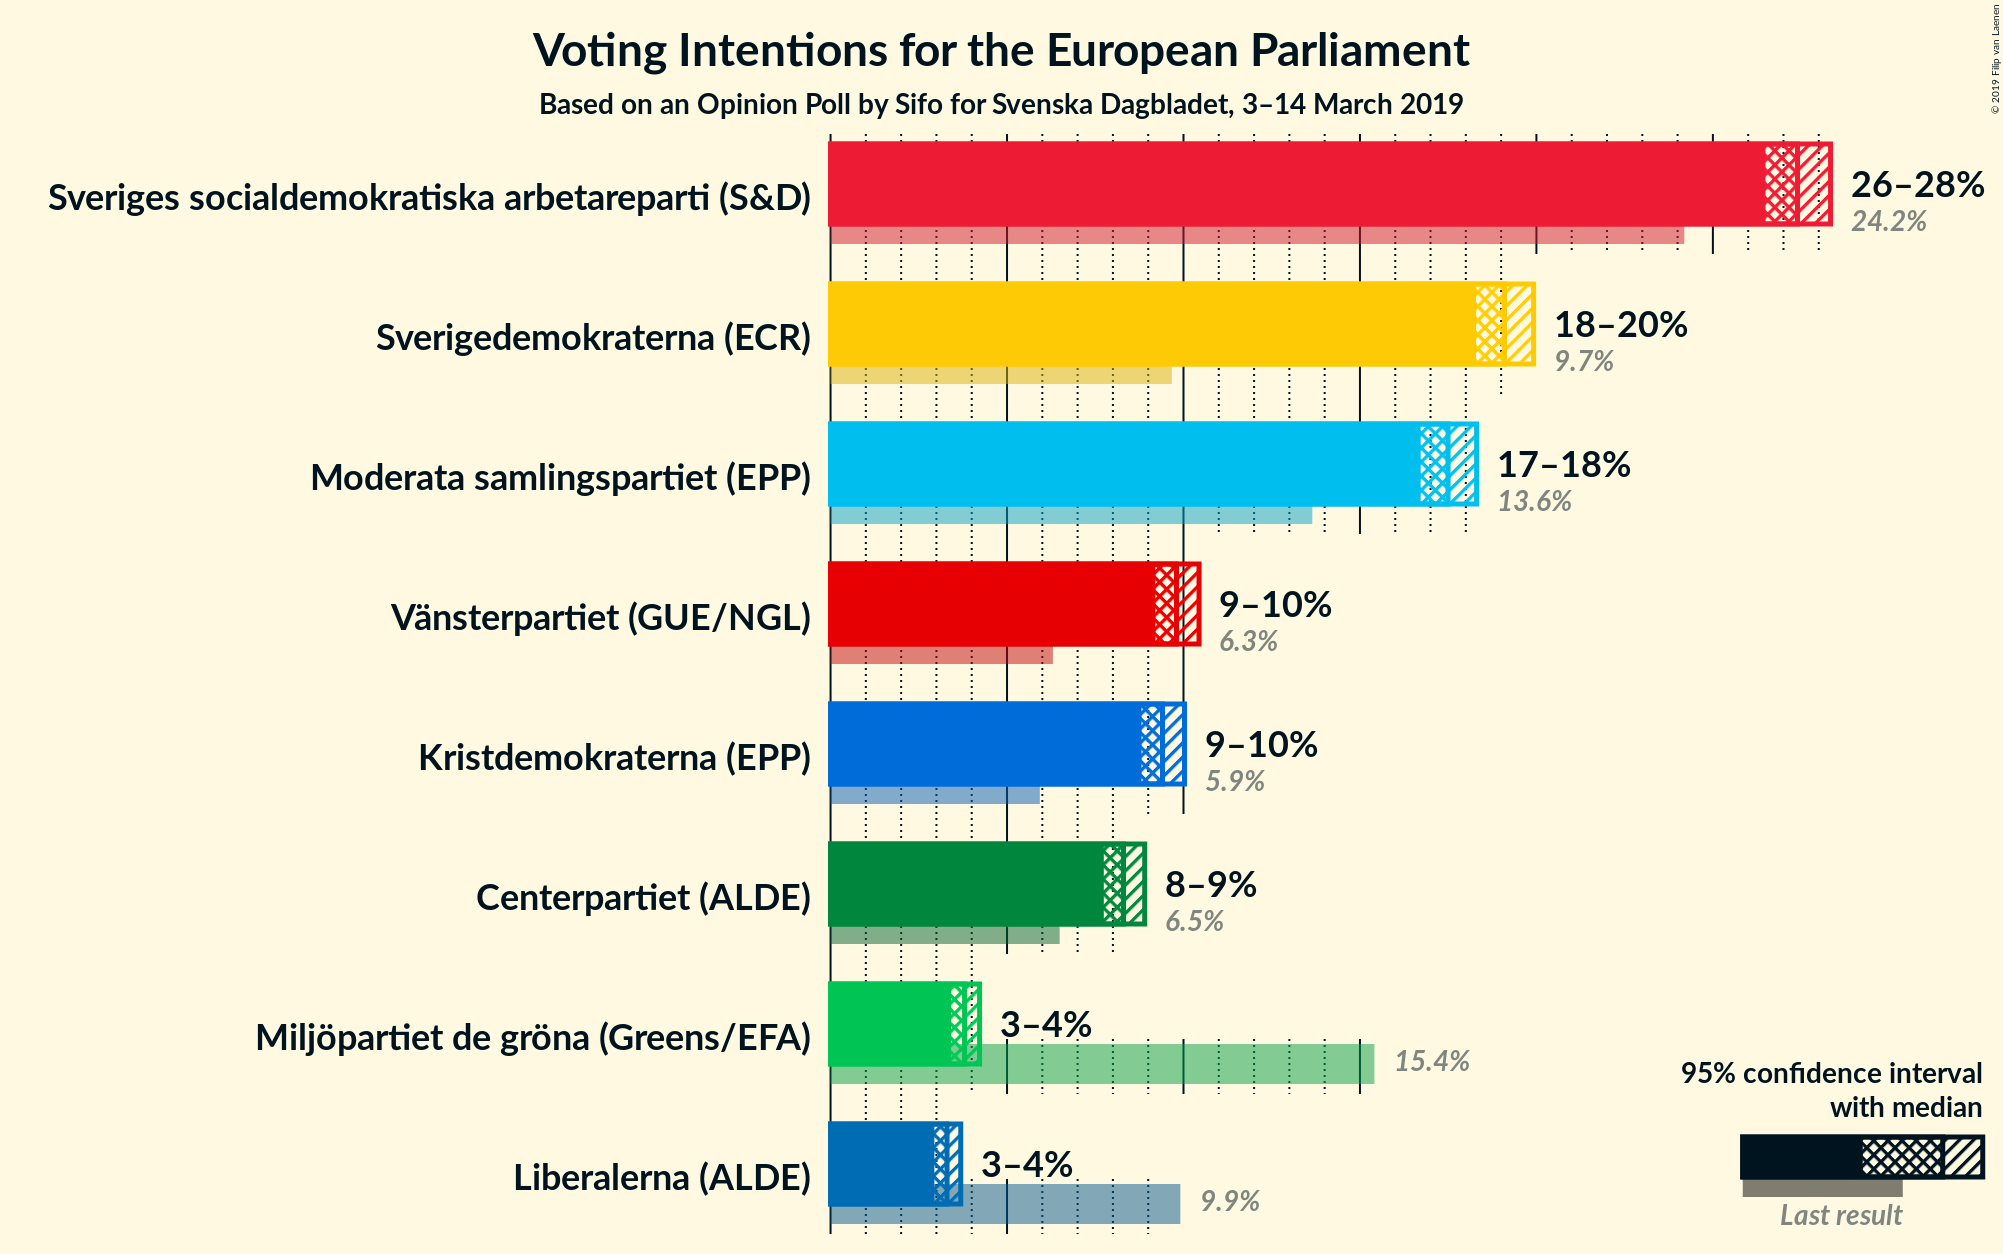 Voting Intentions for the European Parliament
Based on an Opinion Poll by Sifo for Svenska Dagbladet, 3–14 March 2019
© 2019 Filip van Laenen
Sveriges socialdemokratiska arbetareparti (S&D)
26–28%
24.2%
Sverigedemokraterna (ECR)
18–20%
9.7%
Moderata samlingspartiet (EPP)
17–18%
13.6%
Vänsterpartiet (GUE/NGL)
9–10%
6.3%
Kristdemokraterna (EPP)
9–10%
5.9%
Centerpartiet (ALDE)
8–9%
6.5%
Miljöpartiet de gröna (Greens/EFA)
3–4%
15.4%
Liberalerna (ALDE)
3–4%
9.9%
95% confidence interval
with median
Last result